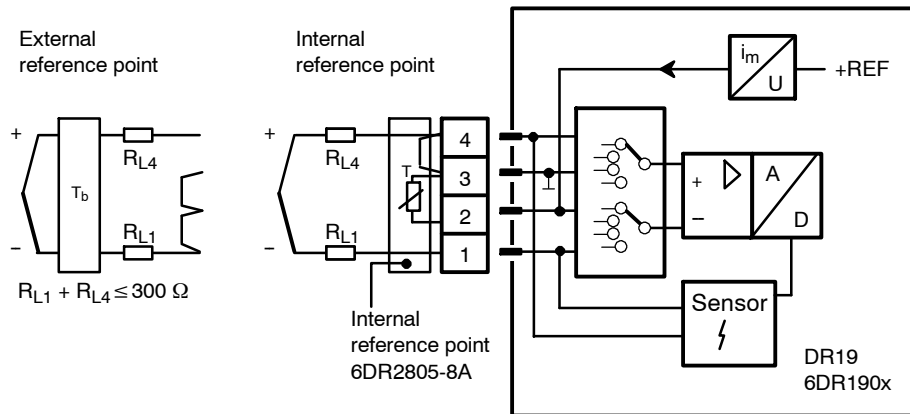 External
reference point
+
R_L4
T_b
R_L1
−
R_L1 + R_L4 ≤ 300 Ω
Internal
reference point
+
R_L4
T
R_L1
−
4
3
2
1
Internal
reference point
6DR2805-8A
i_m
U
+REF
+
−
A
D
Sensor
DR19
6DR190x